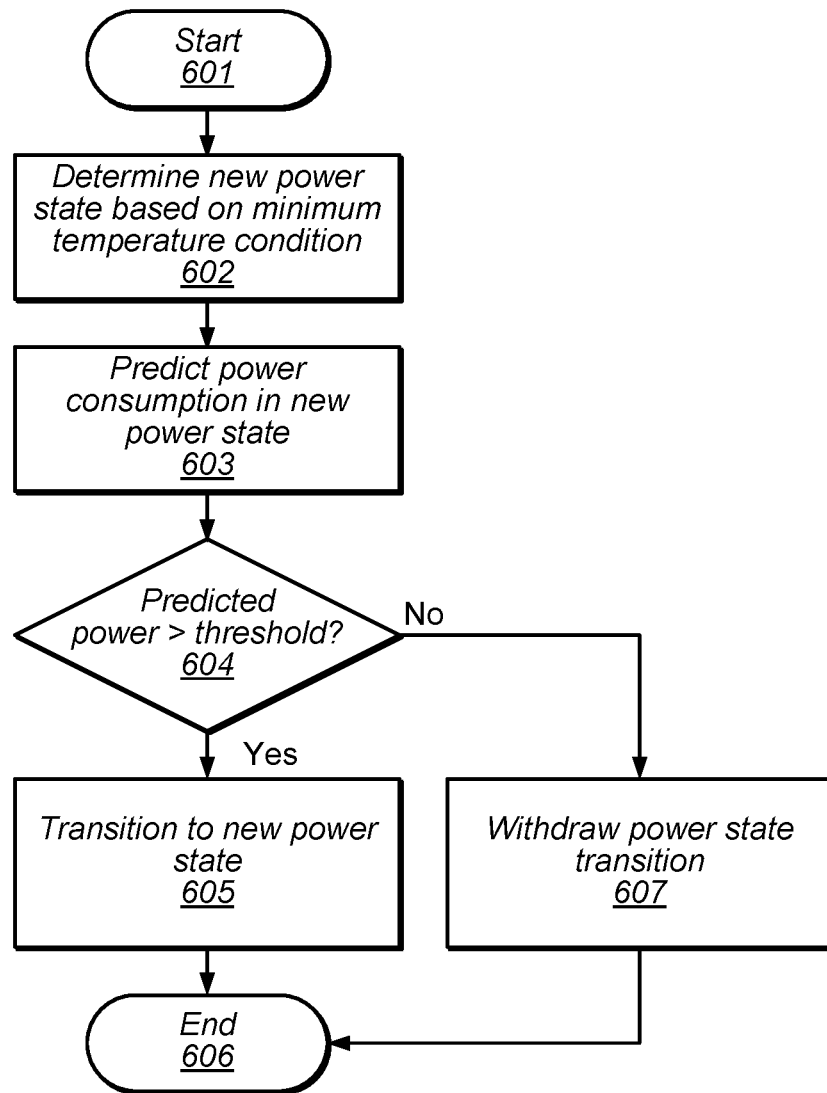 Start
601
Determine new power
state based on minimum
temperature condition
602
Predict power
consumption in new
power state
603
Predicted
power > threshold?
604
No
Yes
Transition to new power
state
605
Withdraw power state
transition
607
End
606